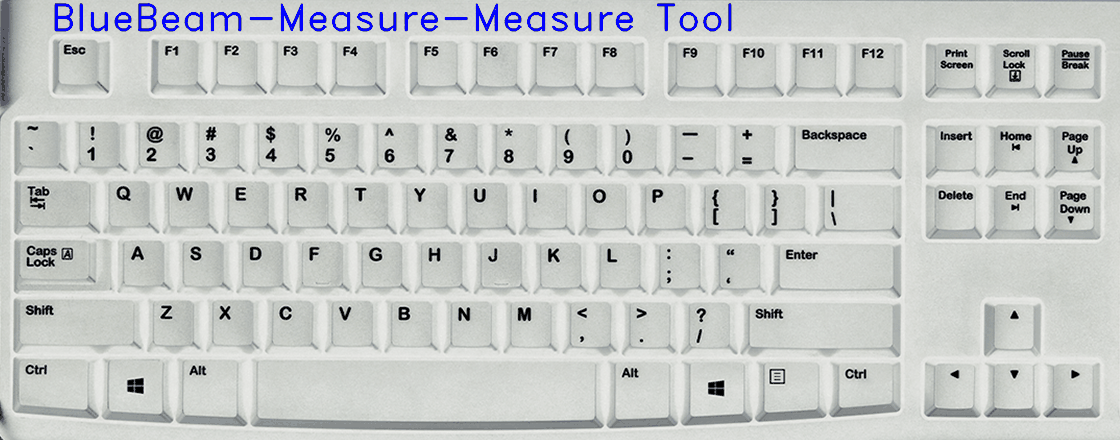 BlueBeam-Measure-Measure Tool
Esc F1 F2 F3 F4 F5 F6 F7 F8 F9 F10 F11 F12 Print Screen Scroll Lock Pause Break
~ ! @ # $ % ^ & * ( ) — + Backspace Insert Home Page Up
` 1 2 3 4 5 6 7 8 9 0 - =
Tab Q W E R T Y U I O P { } | Delete End Page Down
[ ] \
Caps Lock A A S D F G H J K L : “ Enter
; ‘
Shift Z X C V B N M < > ? Shift
, . /
Ctrl Alt Alt Ctrl